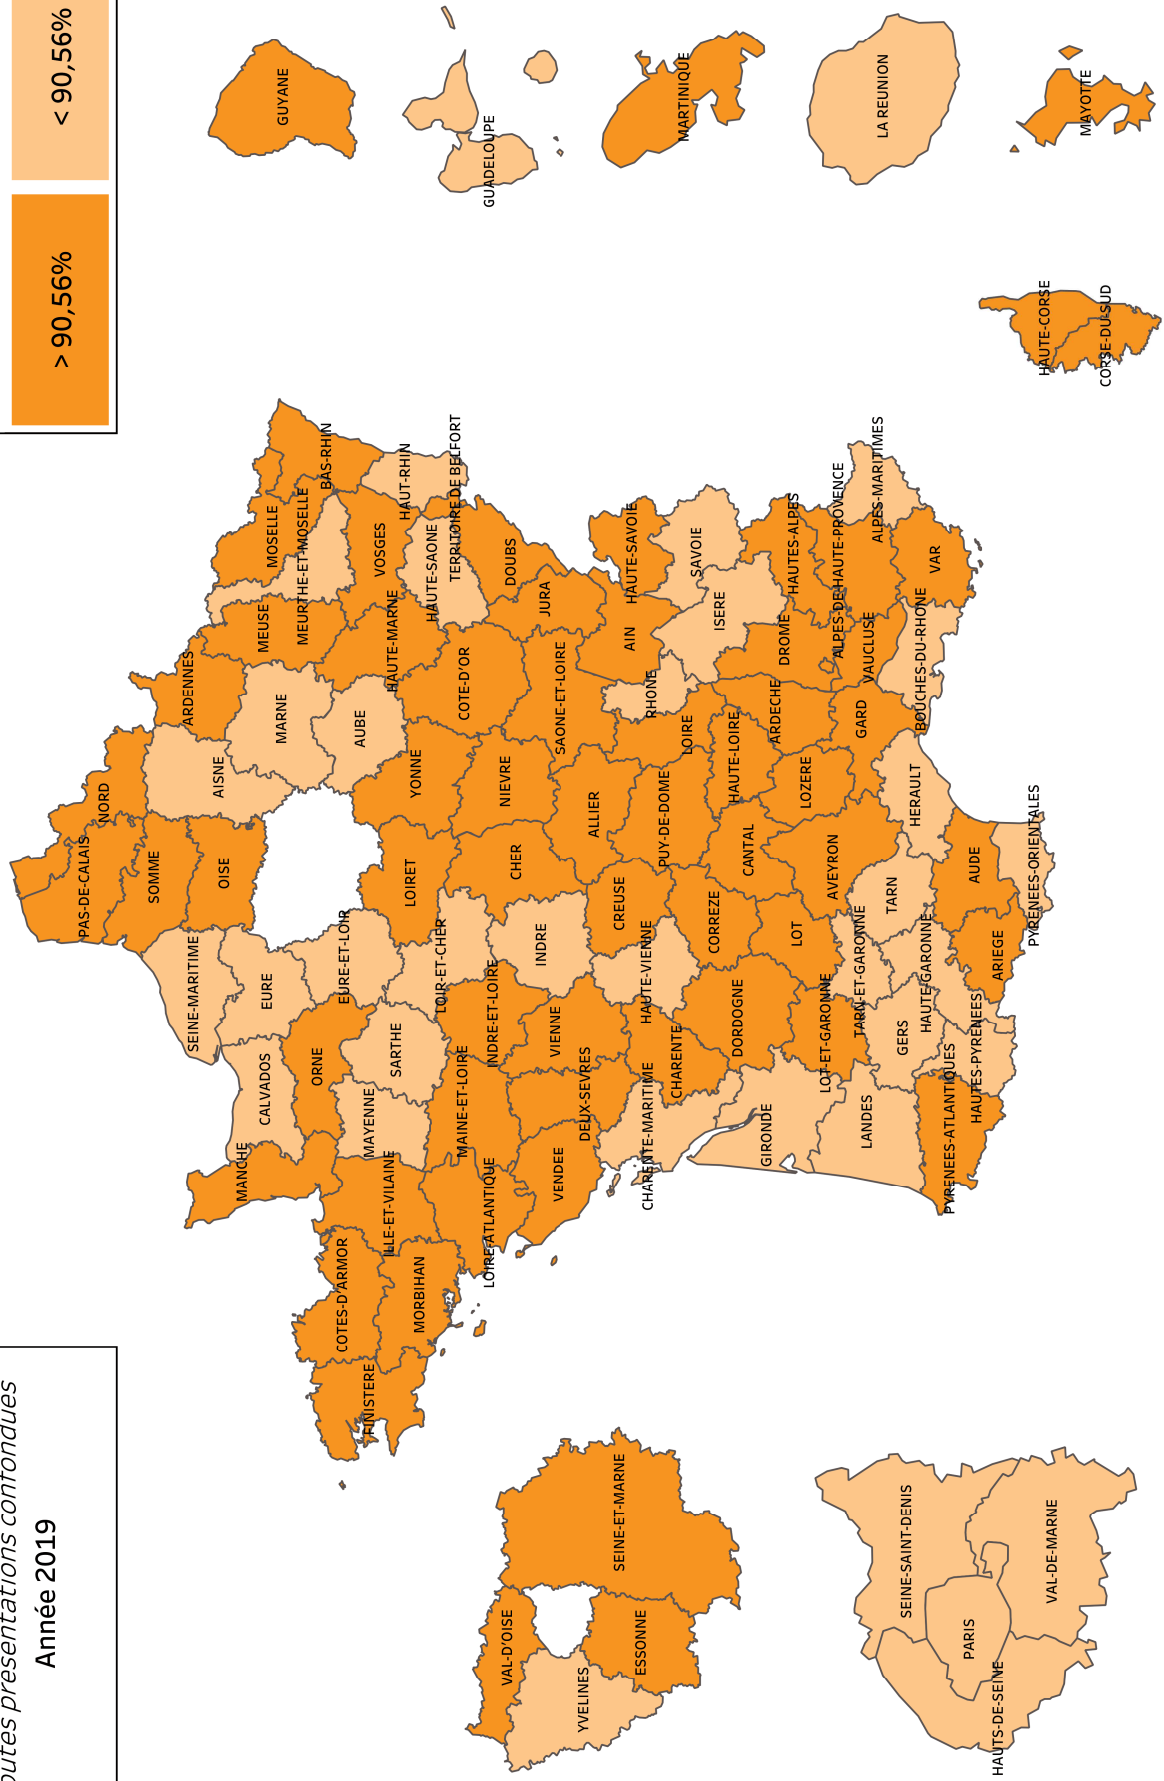 outes présentations confondues
Année 2019
> 90,56%
< 90,56%
NORD
PAS-DE-CALAIS
SOMME
OISE
AISNE
ARDENNES
MARNE
AUBE
MEUSE
MEURTHE-ET-MOSELLE
MOSELLE
BAS-RHIN
HAUT-RHIN
VOSGES
HAUTE-MARNE
HAUTE-SAONE
TERRITOIRE DE BELFORT
DOUBS
JURA
COTE-D'OR
SAONE-ET-LOIRE
YONNE
NIEVRE
SEINE-MARITIME
EURE
EURE-ET-LOIR
CALVADOS
ORNE
MANCHE
SARTHE
MAYENNE
ILLE-ET-VILAINE
COTES-D'ARMOR
FINISTERE
MORBIHAN
LOIRE-ATLANTIQUE
MAINE-ET-LOIRE
VENDEE
DEUX-SEVRES
VIENNE
INDRE-ET-LOIRE
LOIR-ET-CHER
LOIRET
CHER
INDRE
ALLIER
CREUSE
HAUTE-VIENNE
CHARENTE
CHARENTE-MARITIME
PUY-DE-DOME
CORREZE
CANTAL
HAUTE-LOIRE
LOIRE
RHONE
AIN
HAUTE-SAVOIE
SAVOIE
ISERE
DROME
ARDECHE
HAUTES-ALPES
ALPES-DE-HAUTE-PROVENCE
ALPES-MARITIMES
VAR
VAUCLUSE
BOUCHES-DU-RHONE
GARD
LOZERE
HERAULT
AVEYRON
LOT
DORDOGNE
GIRONDE
LOT-ET-GARONNE
TARN-ET-GARONNE
TARN
LANDES
GERS
HAUTE-GARONNE
PYRENEES-ATLANTIQUES
HAUTES-PYRENEES
ARIEGE
AUDE
PYRENEES-ORIENTALES
HAUTE-CORSE
CORSE-DU-SUD
GUYANE
GUADELOUPE
MARTINIQUE
LA REUNION
MAYOTTE
VAL-D'OISE
YVELINES
ESSONNE
SEINE-ET-MARNE
SEINE-SAINT-DENIS
PARIS
HAUTS-DE-SEINE
VAL-DE-MARNE